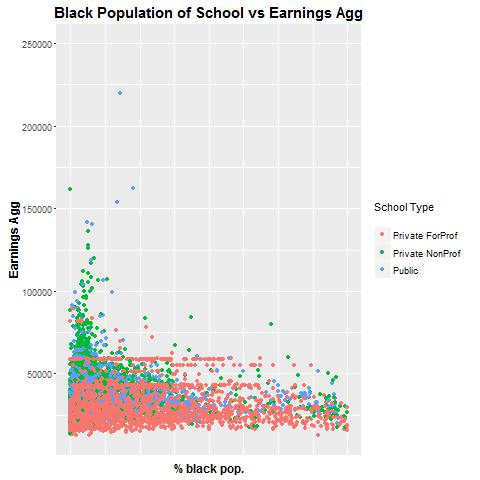 Black Population of School vs Earnings Agg
250000
200000
150000
100000
50000
Earnings Agg
% black pop.
School Type
Private ForProf
Private NonProf
Public